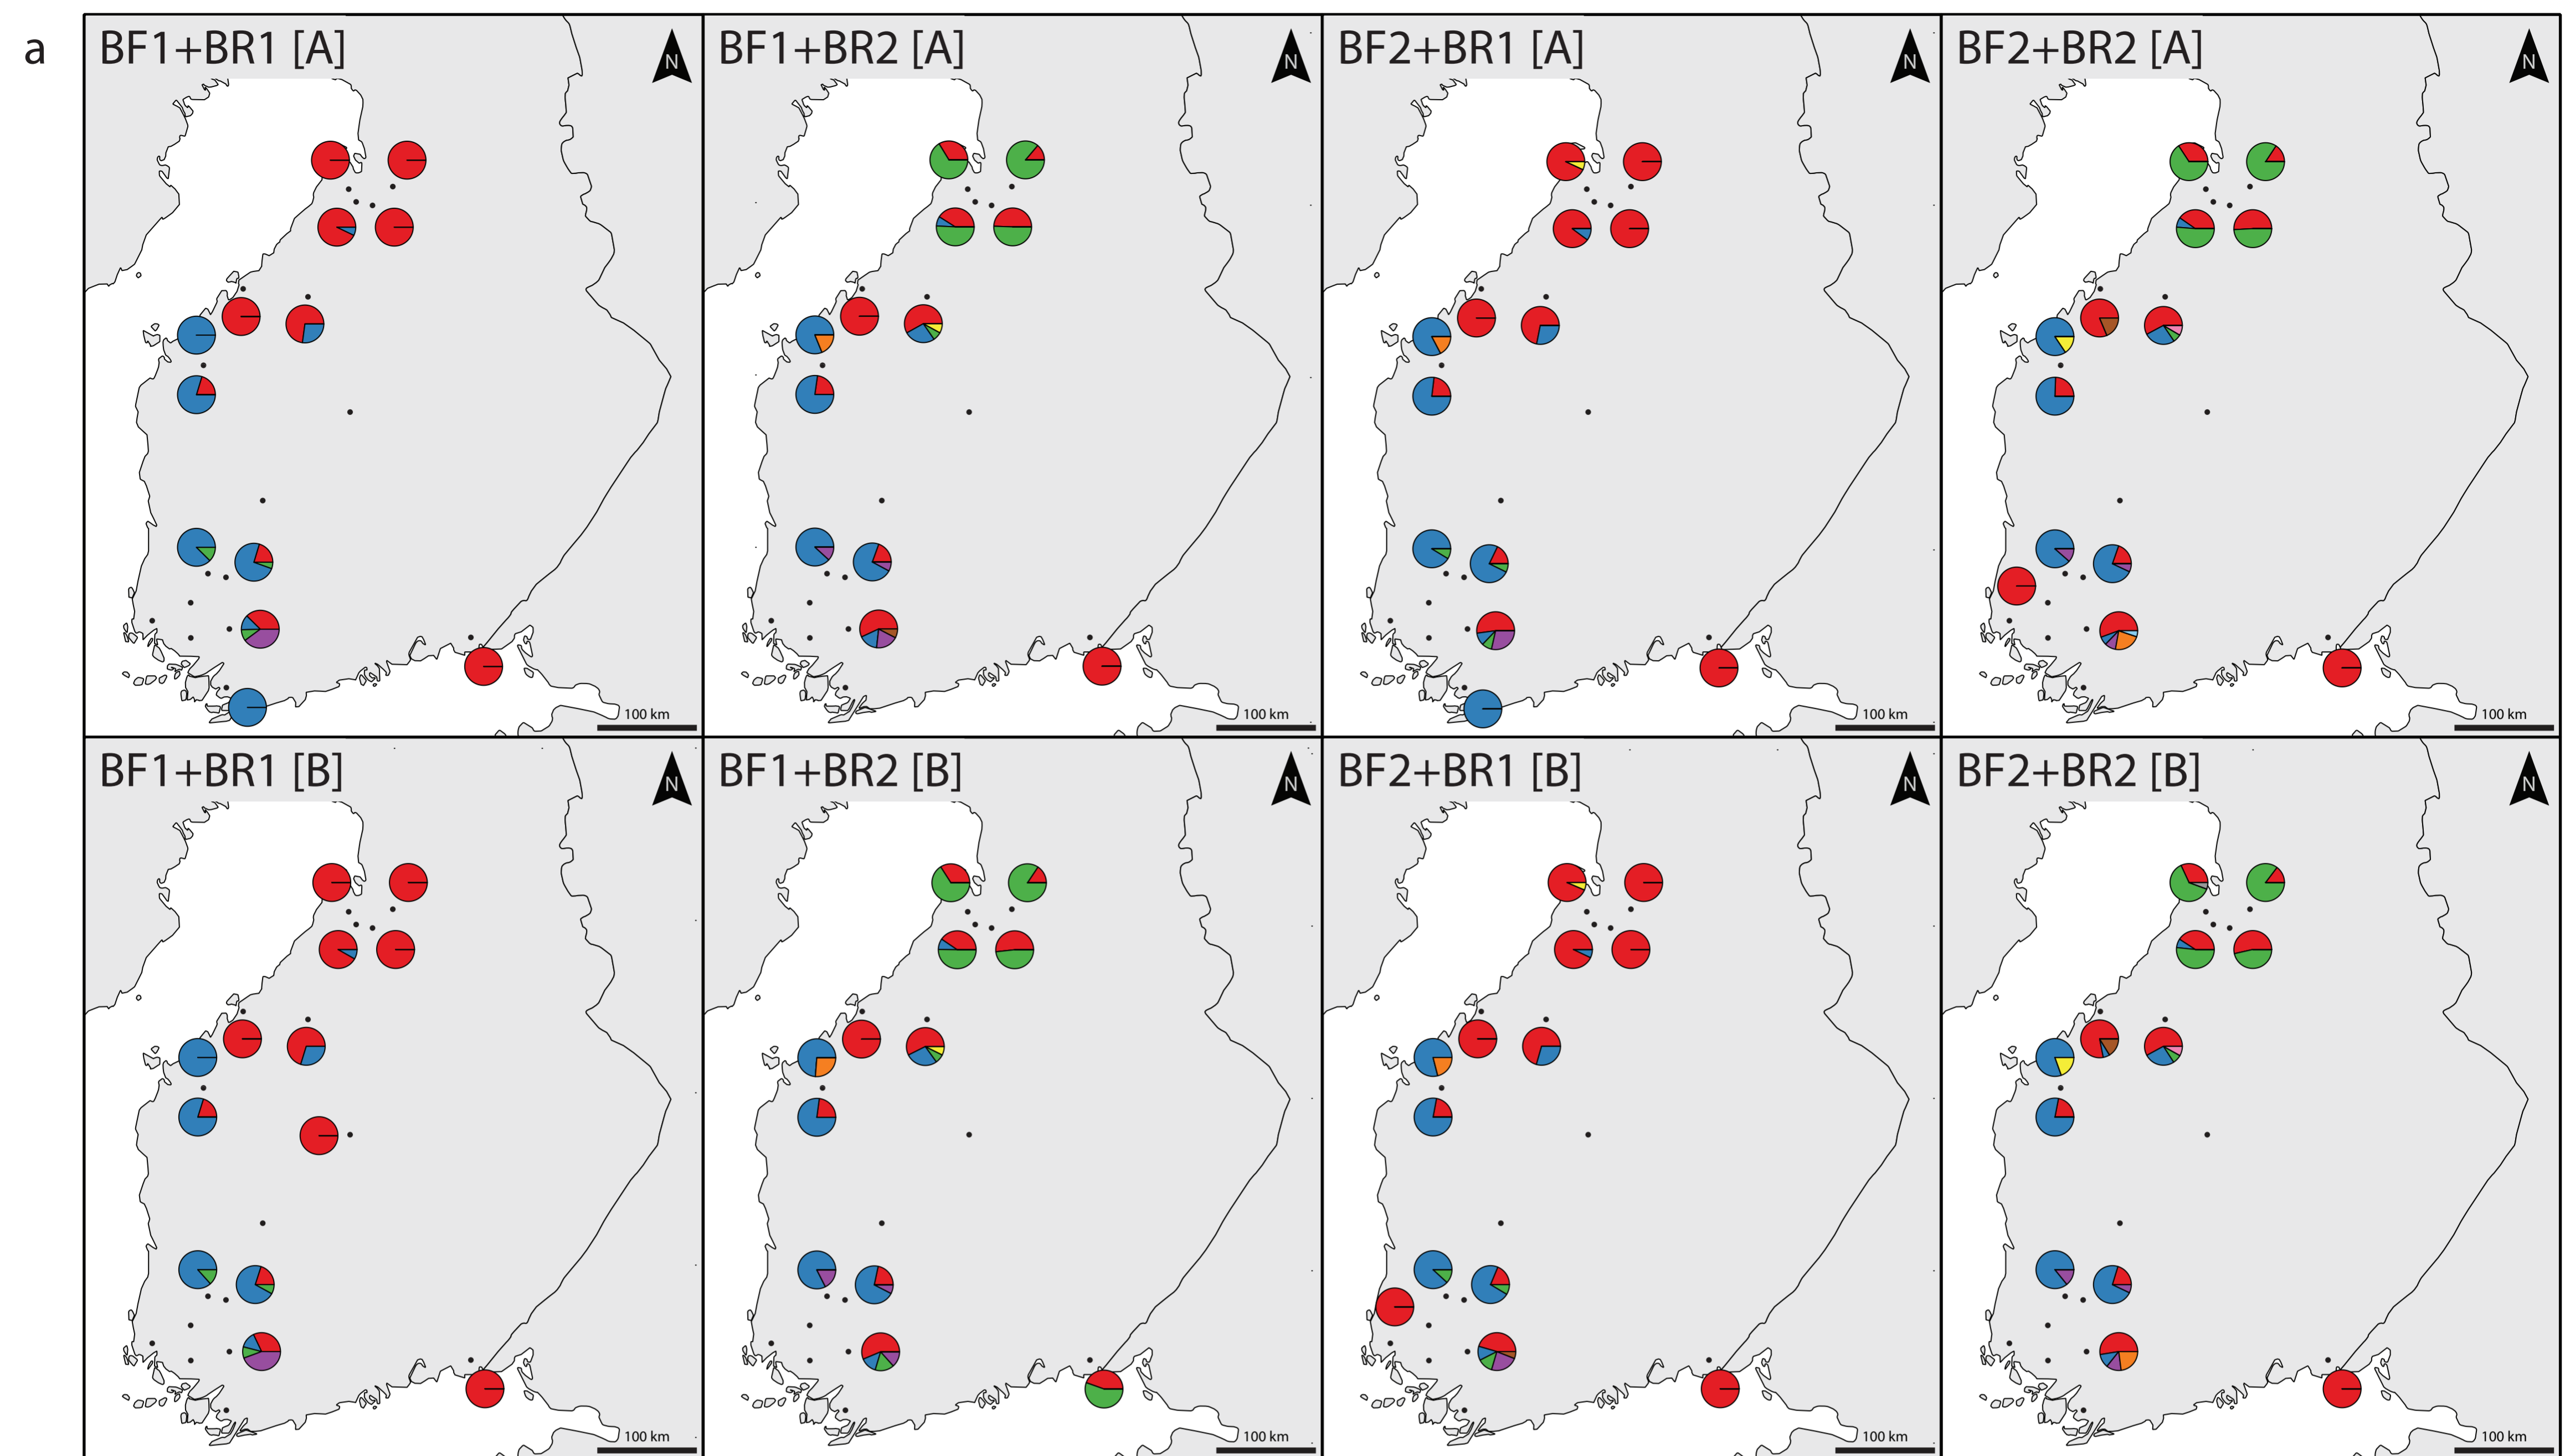 a
BF1+BR1 [A]
N
BF1+BR2 [A]
N
BF2+BR1 [A]
N
BF2+BR2 [A]
N
100 km
100 km
100 km
100 km
BF1+BR1 [B]
N
BF1+BR2 [B]
N
BF2+BR1 [B]
N
BF2+BR2 [B]
N
100 km
100 km
100 km
100 km